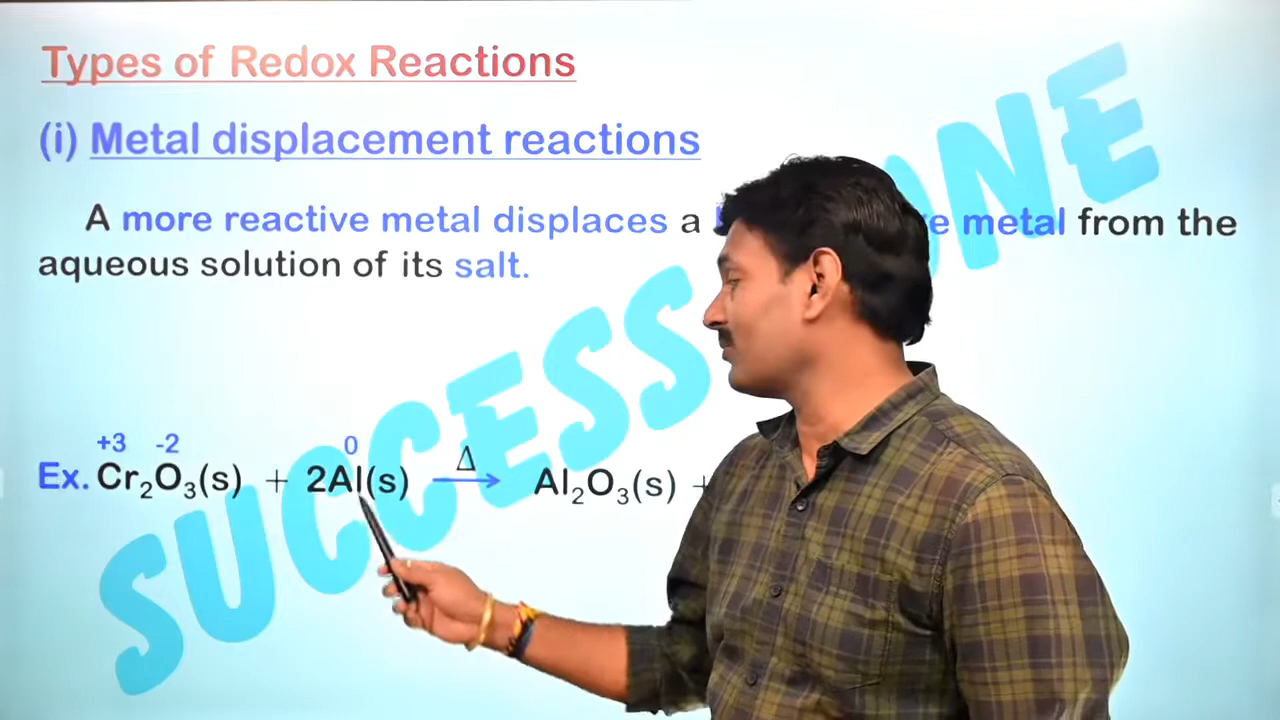 Types of Redox Reactions
(i) Metal displacement reactions
A more reactive metal displaces a metal from the
aqueous solution of its salt.
+3 -2 0
Ex. Cr₂O₃(s) + 2Al(s) Δ→ Al₂O₃(s) +
SUCCESS